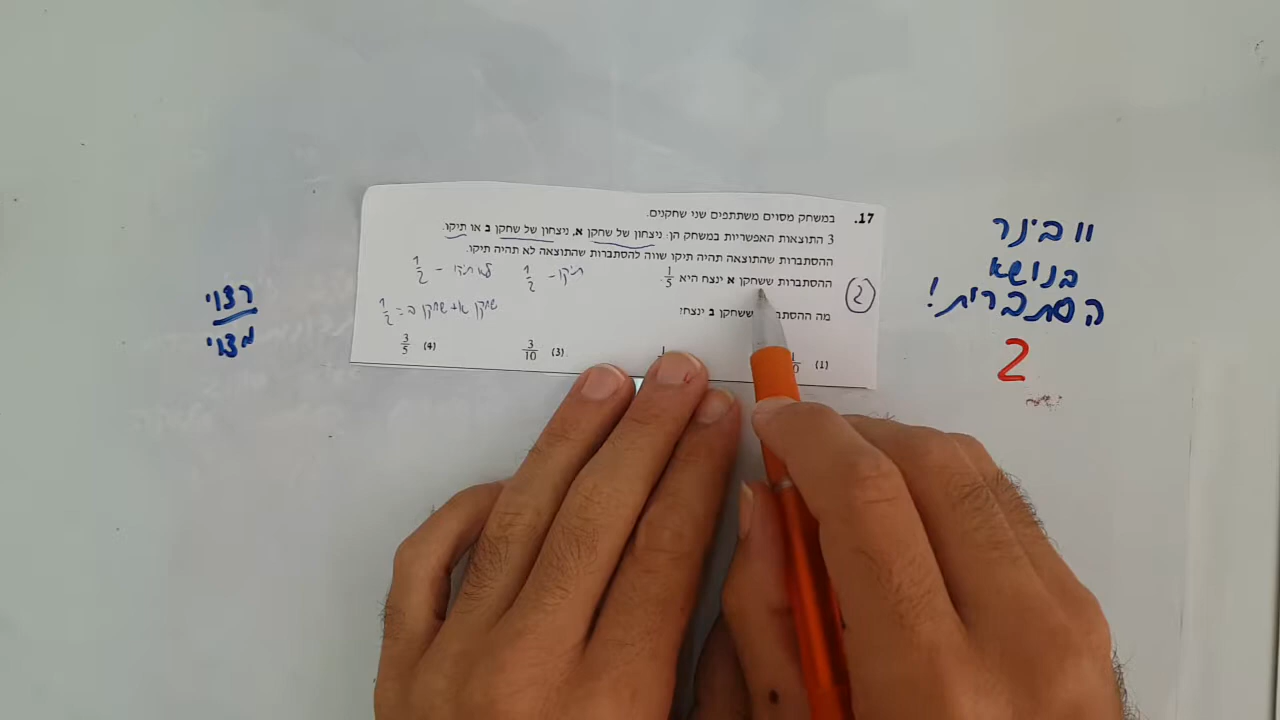 וובינר
בנושא
הסתברות!
2
רצוי
מצוי
17. במשחק מסוים משתתפים שני שחקנים.
3 התוצאות האפשריות במשחק הן: ניצחון של שחקן א, ניצחון של שחקן ב או תיקו.
ההסתברות שהתוצאה תהיה תיקו שווה להסתברות שהתוצאה לא תהיה תיקו.
ההסתברות ששחקן א ינצח היא 1/5
תיקו - 1/2
לא תיקו - 1/2
2
שחקן א + שחקן ב = 1/2
מה ששחקן ב ינצח?
(1)
(3) 3/10
(4) 3/5